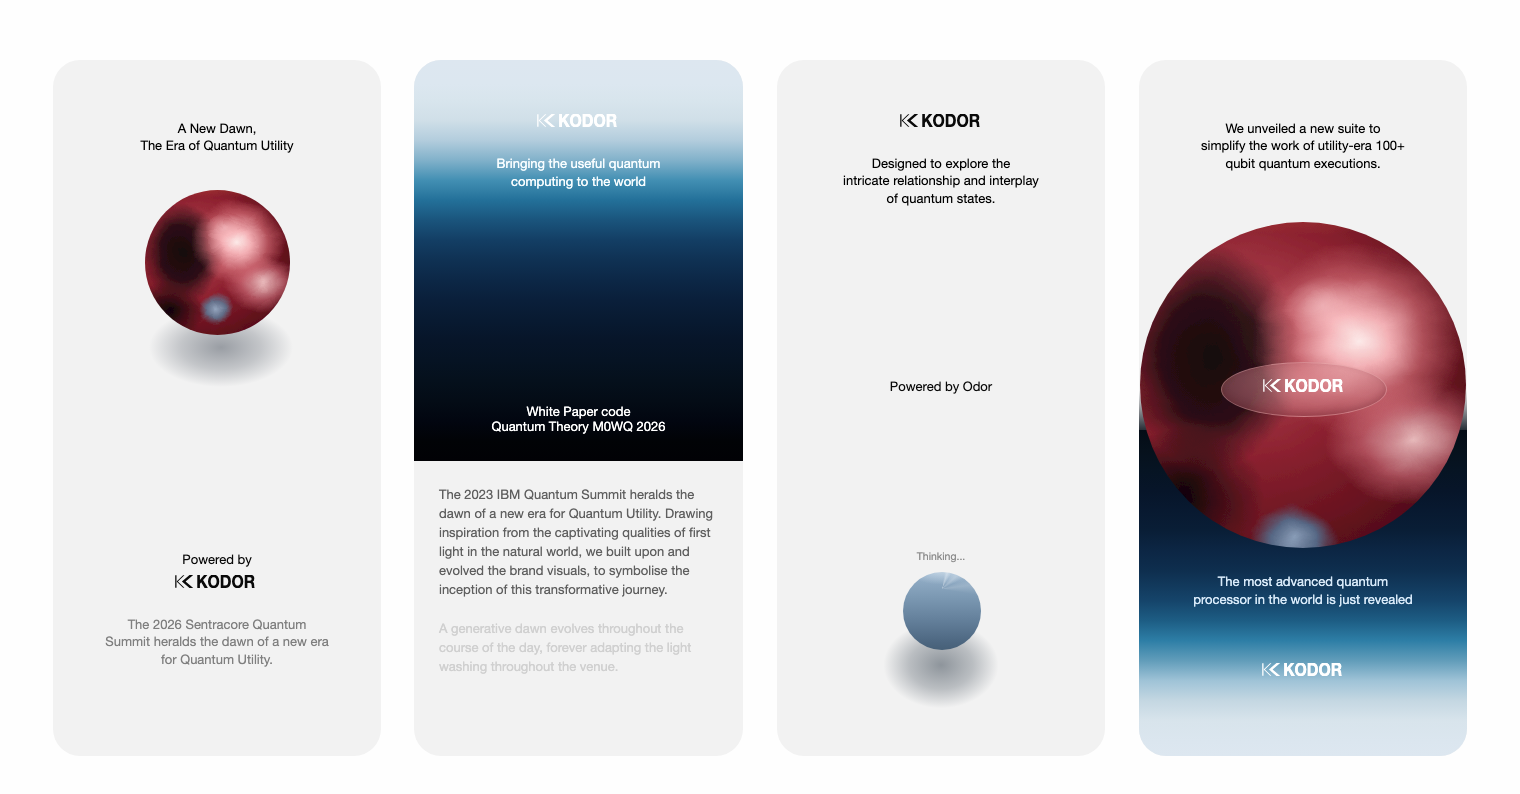 A New Dawn,
The Era of Quantum Utility
Powered by
KODOR
The 2026 Sentracore Quantum
Summit heralds the dawn of a new era
for Quantum Utility.
KODOR
Bringing the useful quantum
computing to the world
White Paper code
Quantum Theory M0WQ 2026
The 2023 IBM Quantum Summit heralds the
dawn of a new era for Quantum Utility. Drawing
inspiration from the captivating qualities of first
light in the natural world, we built upon and
evolved the brand visuals, to symbolise the
inception of this transformative journey.
A generative dawn evolves throughout the
course of the day, forever adapting the light
washing throughout the venue.
KODOR
Designed to explore the
intricate relationship and interplay
of quantum states.
Powered by Odor
Thinking...
We unveiled a new suite to
simplify the work of utility-era 100+
qubit quantum executions.
KODOR
The most advanced quantum
processor in the world is just revealed
KODOR